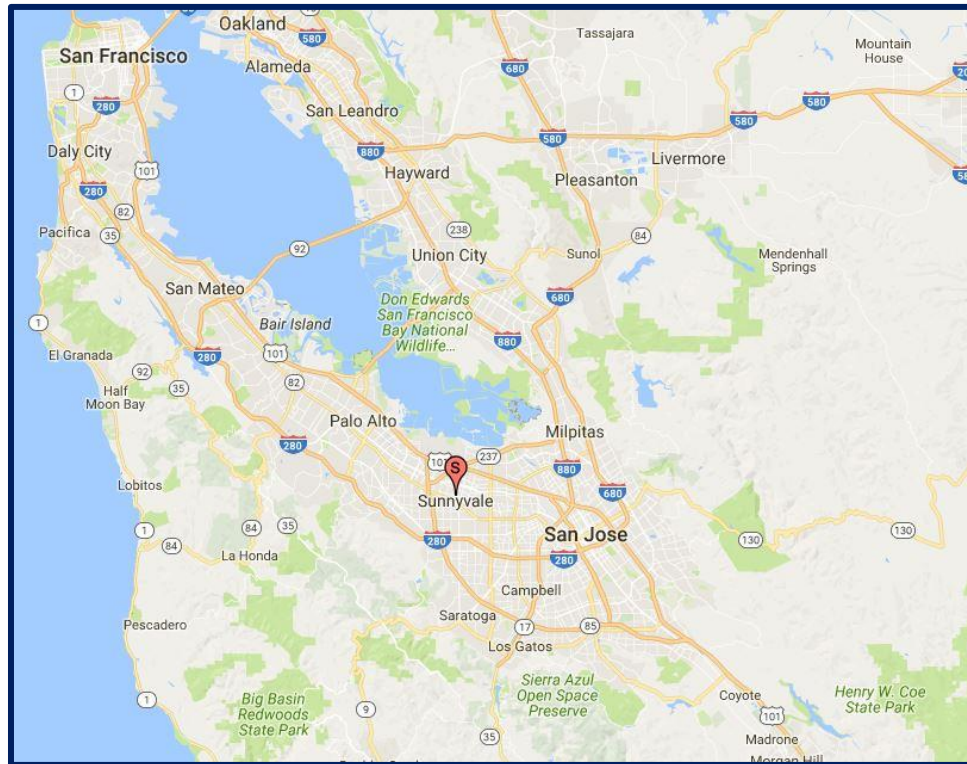 Oakland
580
Tassajara
San Francisco
680
Mountain
House
20
1
Alameda
280
San Leandro
580
580
580
Daly City
880
Livermore
101
Hayward
Pleasanton
580
280
82
35
238
84
Pacifica
92
Union City
Sunol
Mendenhall
Springs
San Mateo
Don Edwards
San Francisco
Bay National
Wildlife...
680
1
Bair Island
880
El Granada
280
101
92
35
82
Half
Moon Bay
Palo Alto
Milpitas
280
101
237
S
880
Lobitos
Sunnyvale
680
1
84
35
84
La Honda
280
San Jose
130
130
280
Campbell
Saratoga
Pescadero
17
85
Los Gatos
1
Big Basin
Redwoods
State Park
9
Sierra Azul
Open Space
Preserve
35
Coyote
101
Henry W. Coe
State Park
Madrone
Morgan Hill